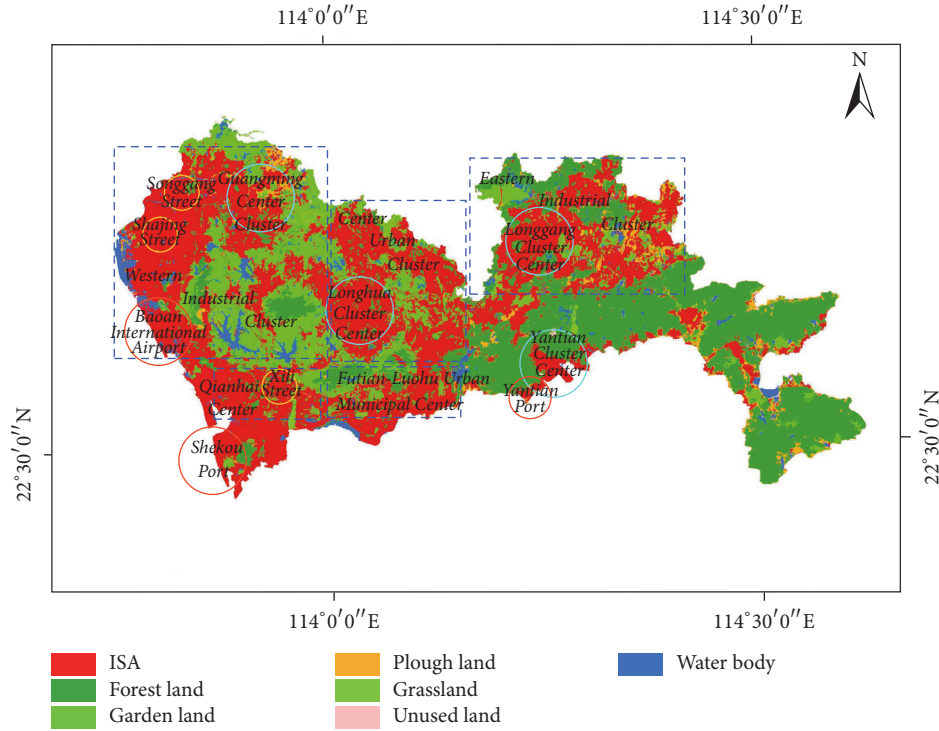 114°0′0″E
114°30′0″E
N
Songgang
Street
Guangming
Center
Cluster
Shajing
Street
Western
Industrial
Cluster
Baoan
International
Airport
Center
Urban
Cluster
Longhua
Cluster
Center
Eastern
Industrial
Cluster
Longgang
Cluster
Center
Yantian
Cluster
Center
Yantian
Port
Qianhai
Center
Xili
Street
Futian-Luohu Urban
Municipal Center
Shekou
Port
22°30′0″N
22°30′0″N
114°0′0″E
114°30′0″E
ISA
Forest land
Garden land
Plough land
Grassland
Unused land
Water body